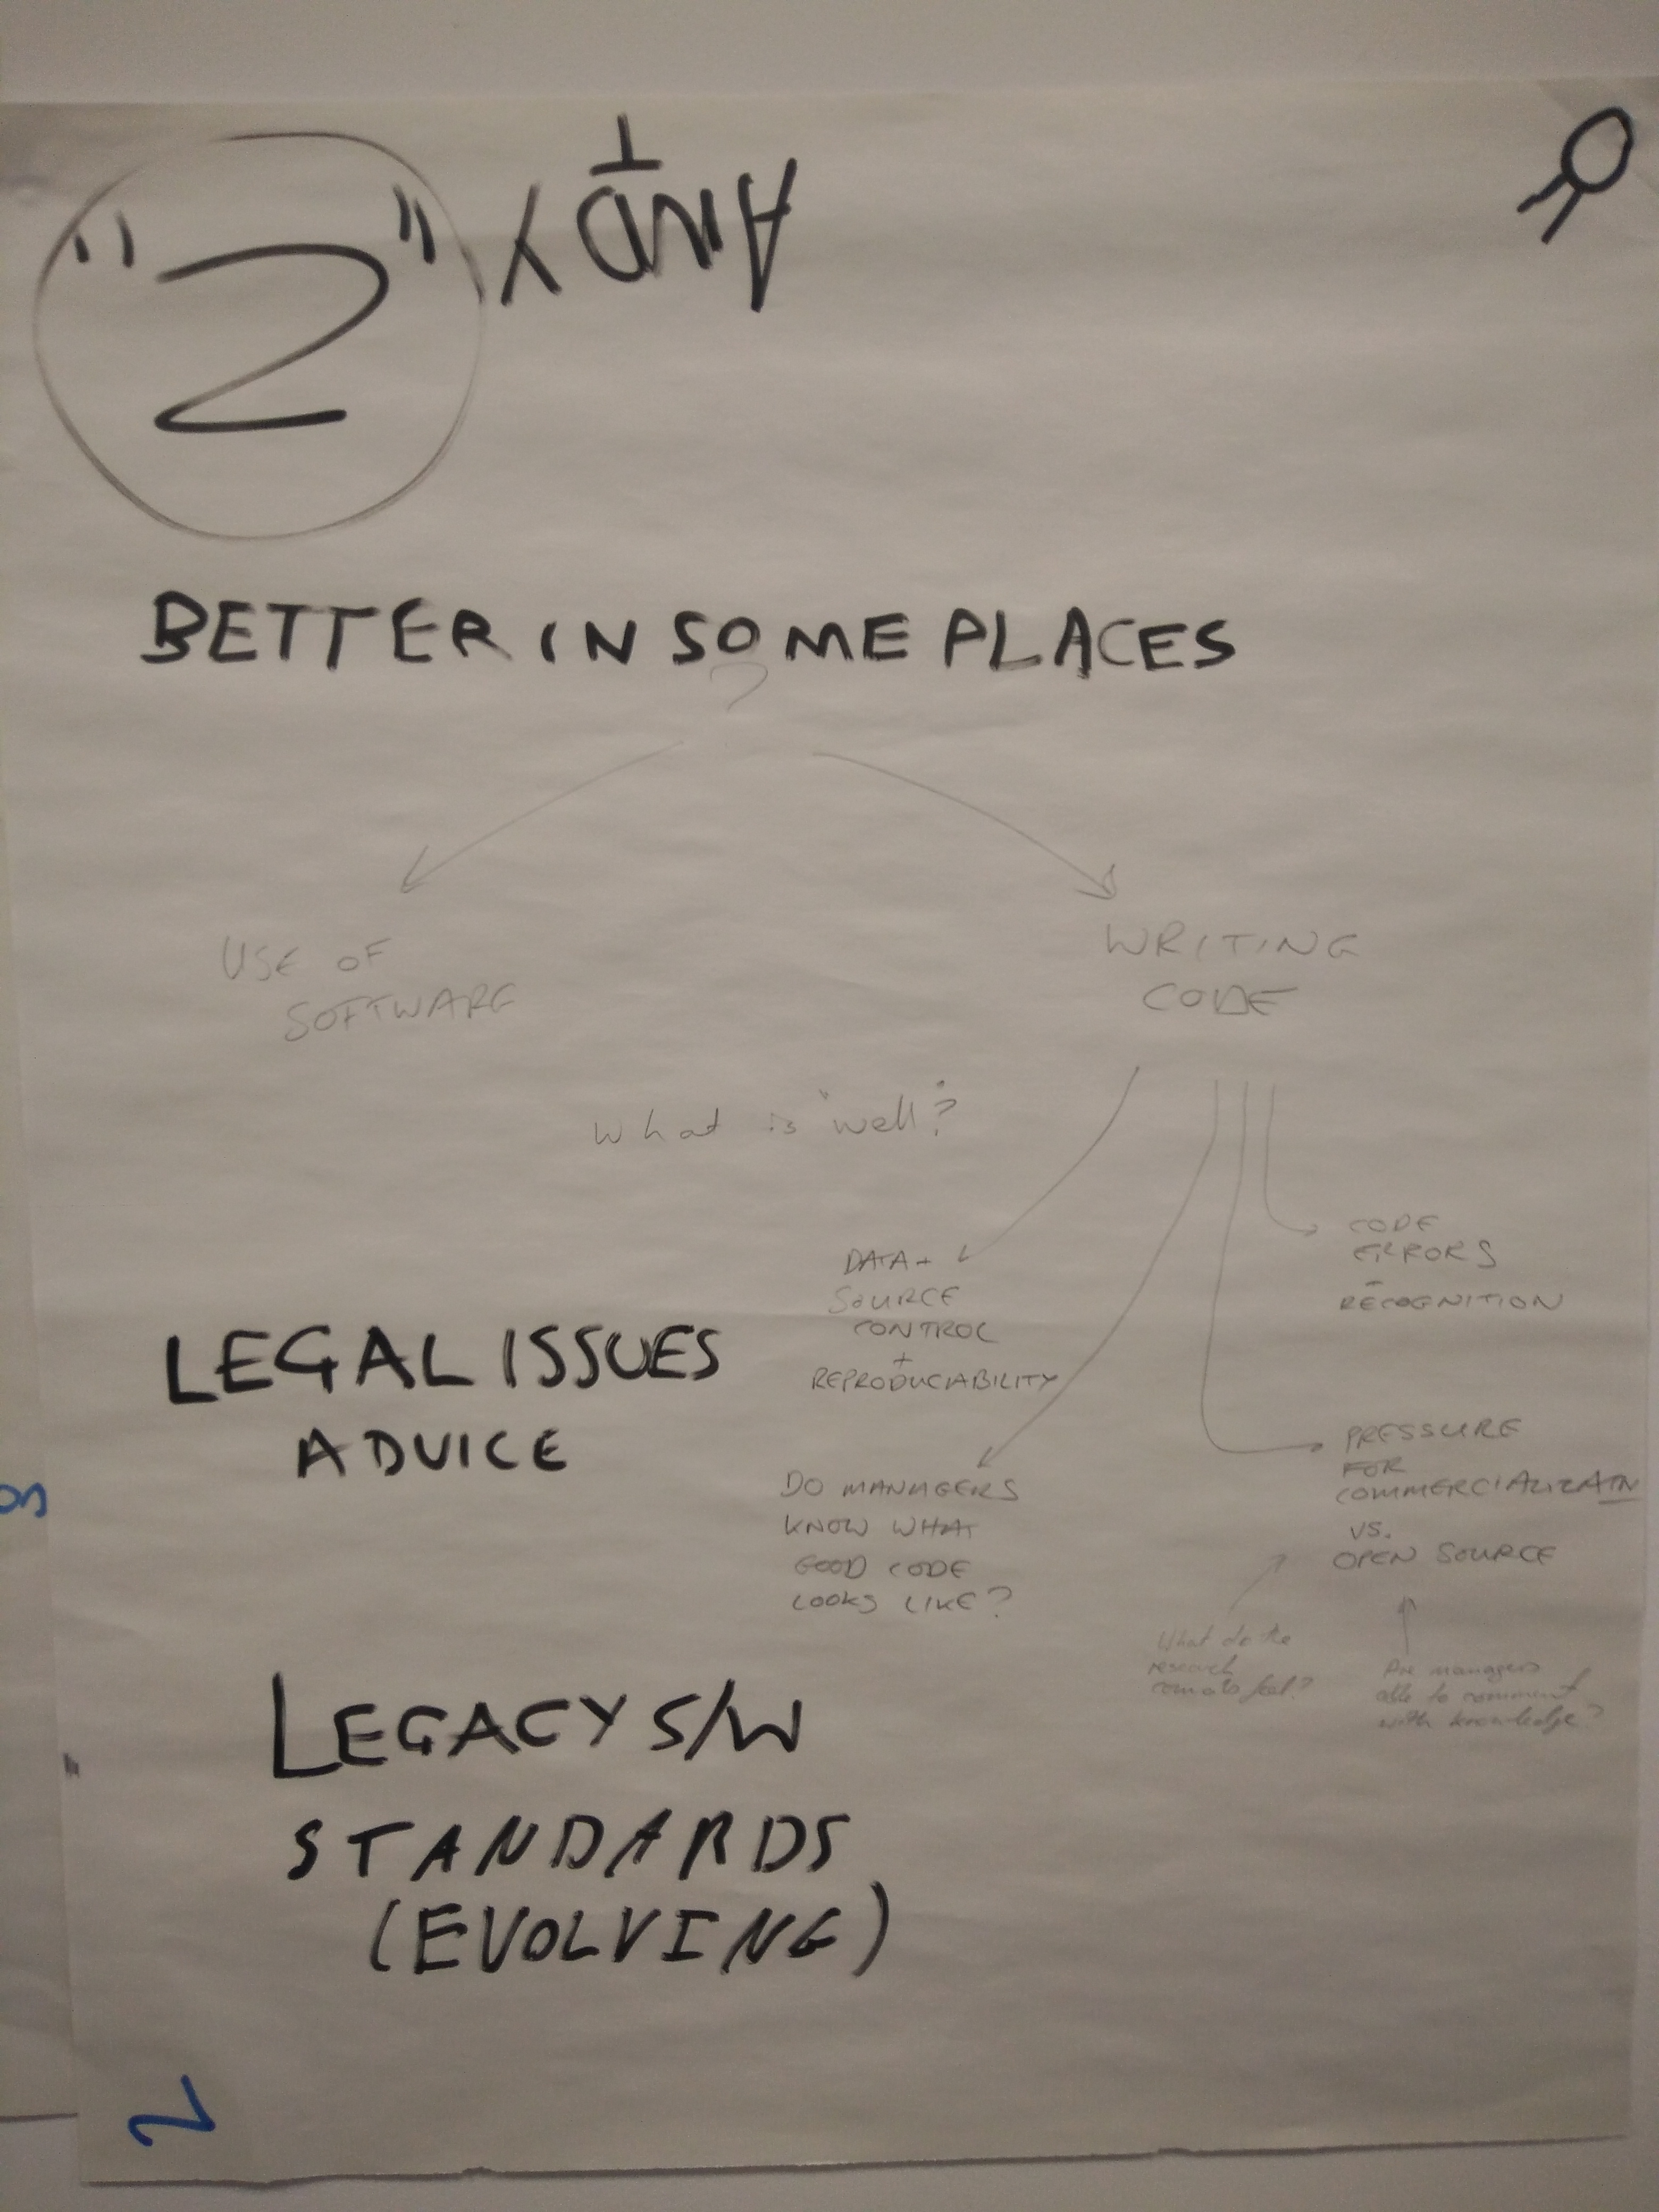 "2"
ANDY
BETTER IN SOME PLACES
?
USE OF
SOFTWARE
WRITING
CODE
What is "well"?
DATA +
SOURCE
CONTROL
+
REPRODUCIABILITY
CODE
ERRORS
-
RECOGNITION
LEGAL ISSUES
ADVICE
DO MANAGERS
KNOW WHAT
GOOD CODE
LOOKS LIKE?
PRESSURE
FOR
COMMERCIALIZATN
VS.
OPEN SOURCE
What do the
research
feel?
Are managers
able to comment
with knowledge?
LEGACY S/W
STANDARDS
(EVOLVING)
2